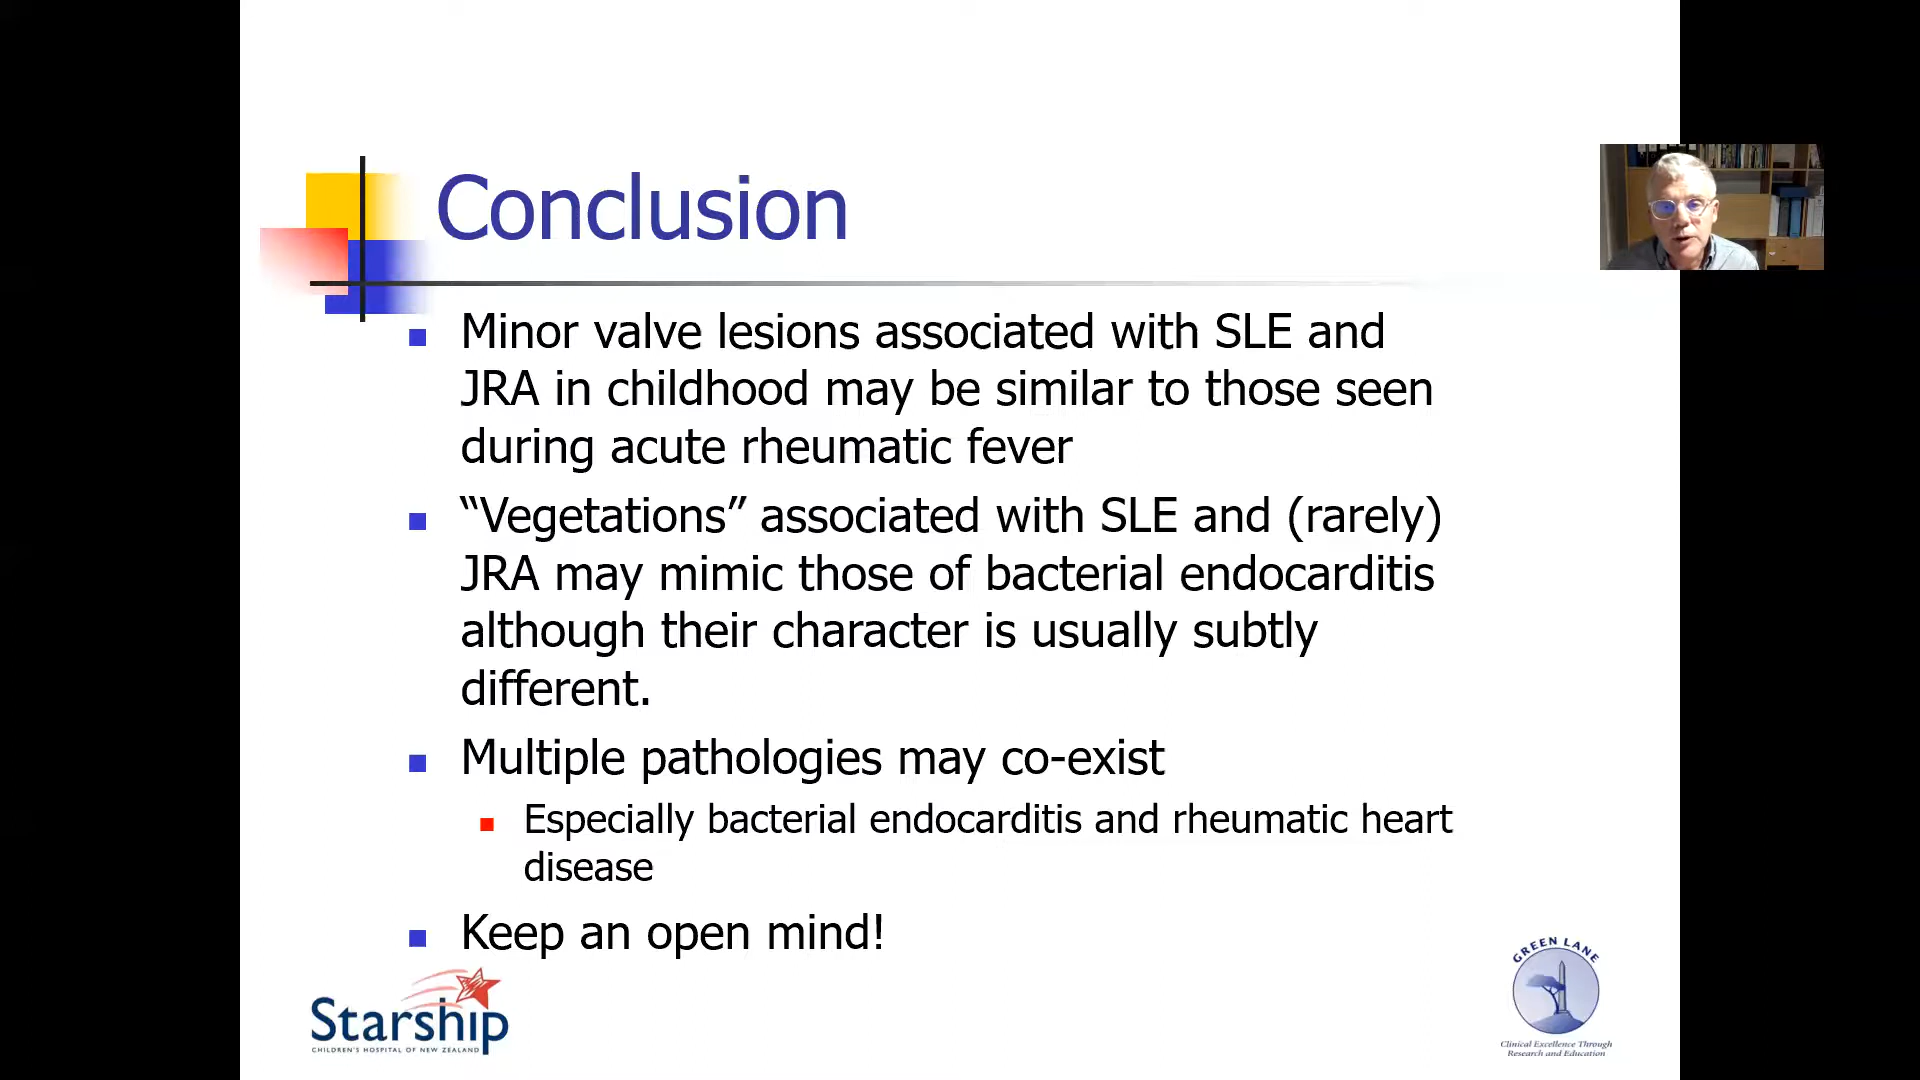 Conclusion
Minor valve lesions associated with SLE and
JRA in childhood may be similar to those seen
during acute rheumatic fever
“Vegetations” associated with SLE and (rarely)
JRA may mimic those of bacterial endocarditis
although their character is usually subtly
different.
Multiple pathologies may co-exist
Especially bacterial endocarditis and rheumatic heart
disease
Keep an open mind!
Starship
CHILDREN'S HOSPITAL OF NEW ZEALAND
GREEN LANE
Clinical Excellence Through
Research and Education